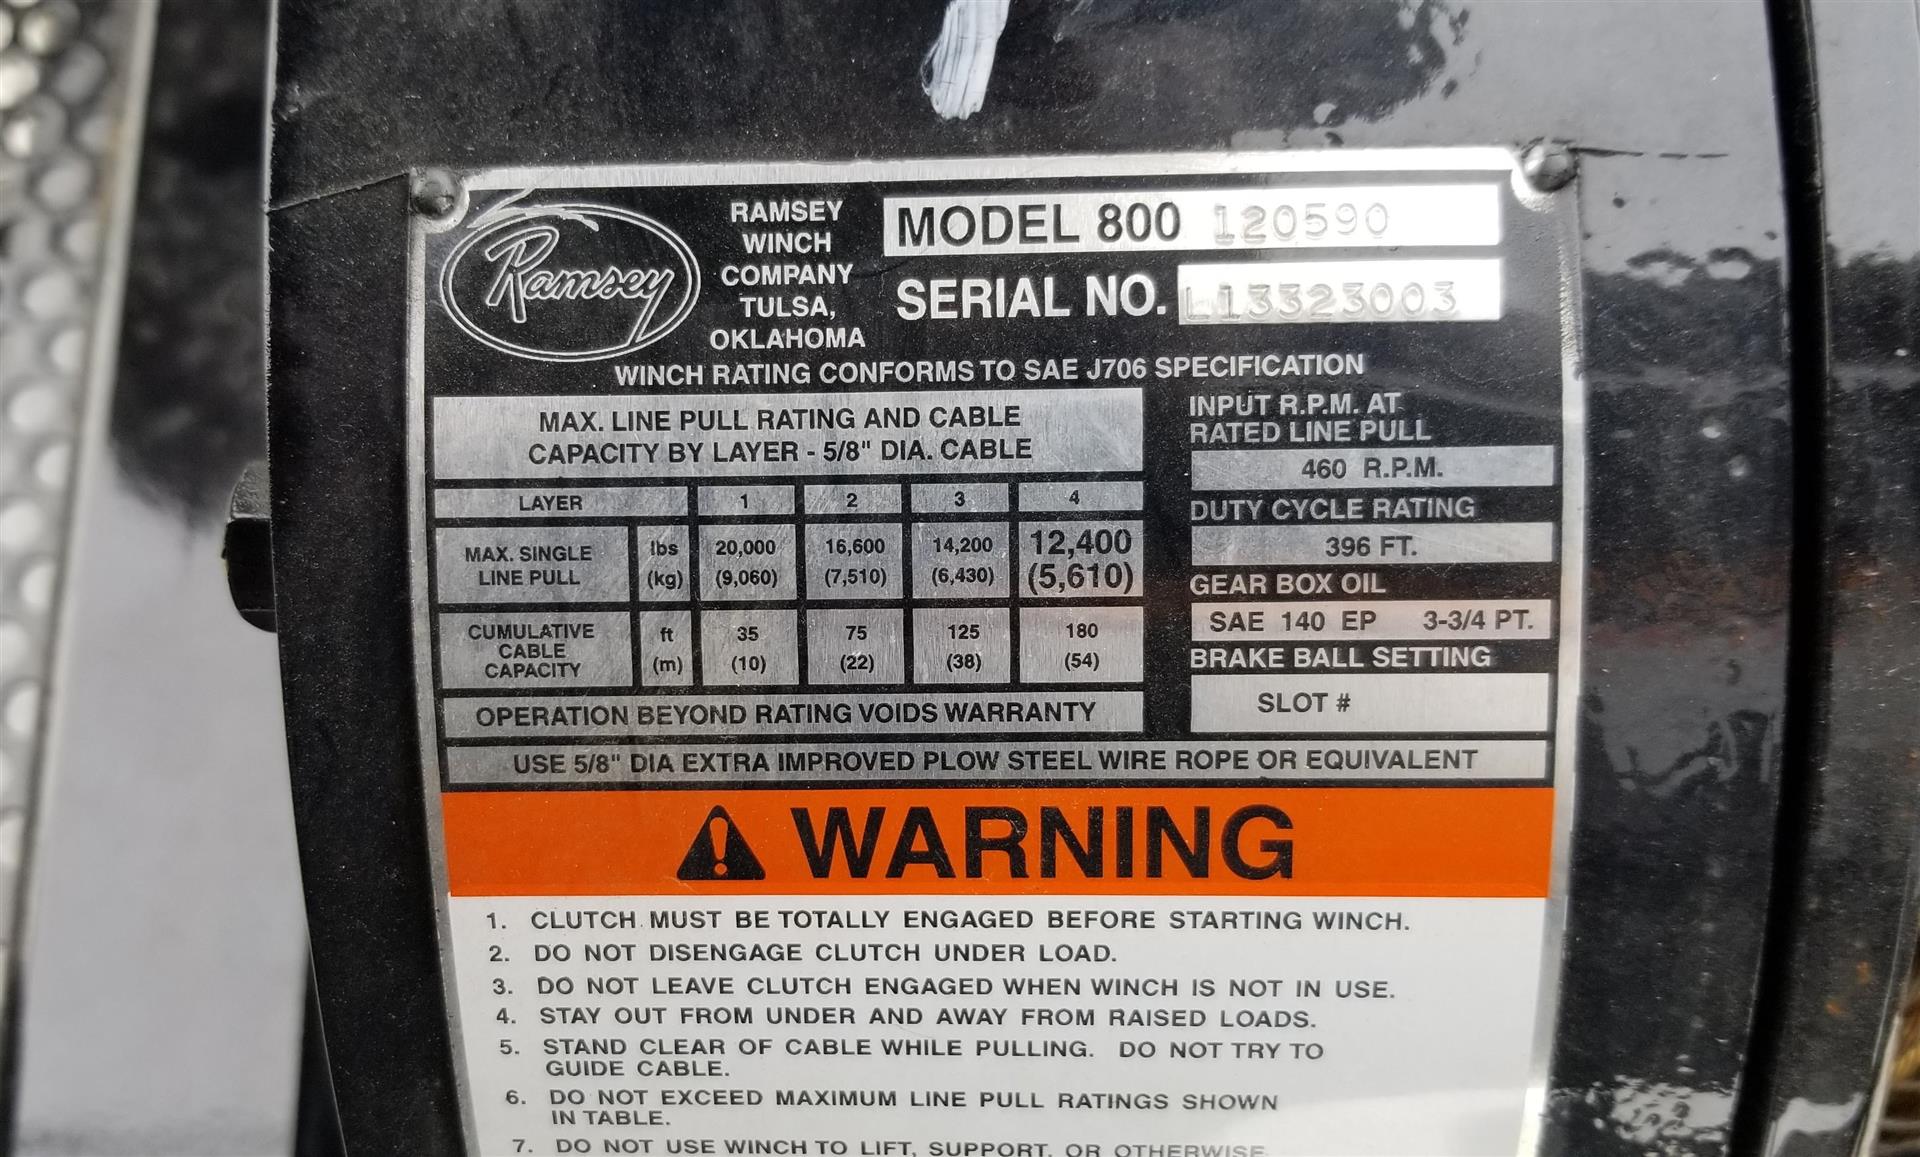 Ramsey
RAMSEY
WINCH
COMPANY
TULSA,
OKLAHOMA
MODEL 800 120590
SERIAL NO. L13323003
WINCH RATING CONFORMS TO SAE J706 SPECIFICATION
MAX. LINE PULL RATING AND CABLE
CAPACITY BY LAYER - 5/8" DIA. CABLE
LAYER 1 2 3 4
MAX. SINGLE LINE PULL lbs 20,000 16,600 14,200 12,400
(kg) (9,060) (7,510) (6,430) (5,610)
CUMULATIVE CABLE CAPACITY ft 35 75 125 180
(m) (10) (22) (38) (54)
OPERATION BEYOND RATING VOIDS WARRANTY
INPUT R.P.M. AT
RATED LINE PULL
460 R.P.M.
DUTY CYCLE RATING
396 FT.
GEAR BOX OIL
SAE 140 EP 3-3/4 PT.
BRAKE BALL SETTING
SLOT #
USE 5/8" DIA EXTRA IMPROVED PLOW STEEL WIRE ROPE OR EQUIVALENT
WARNING
1. CLUTCH MUST BE TOTALLY ENGAGED BEFORE STARTING WINCH.
2. DO NOT DISENGAGE CLUTCH UNDER LOAD.
3. DO NOT LEAVE CLUTCH ENGAGED WHEN WINCH IS NOT IN USE.
4. STAY OUT FROM UNDER AND AWAY FROM RAISED LOADS.
5. STAND CLEAR OF CABLE WHILE PULLING. DO NOT TRY TO
GUIDE CABLE.
6. DO NOT EXCEED MAXIMUM LINE PULL RATINGS SHOWN
IN TABLE.
7. DO NOT USE WINCH TO LIFT, SUPPORT, OR OTHERWISE